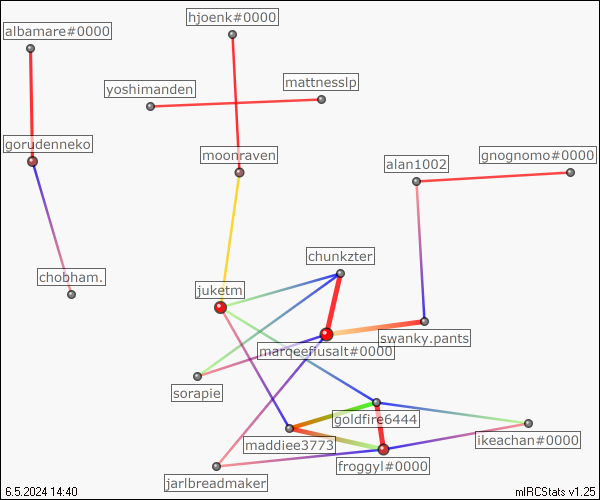 hjoenk#0000
albamare#0000
mattnesslp
yoshimanden
gorudenneko
moonraven
gnognomo#0000
alan1002
chunkzter
chobham.
juketm
swanky.pants
marqeeflusalt#0000
sorapie
goldfire6444
ikeachan#0000
maddiee3773
froggyl#0000
jarlbreadmaker
6.5.2024 14:40
mIRCStats v1.25